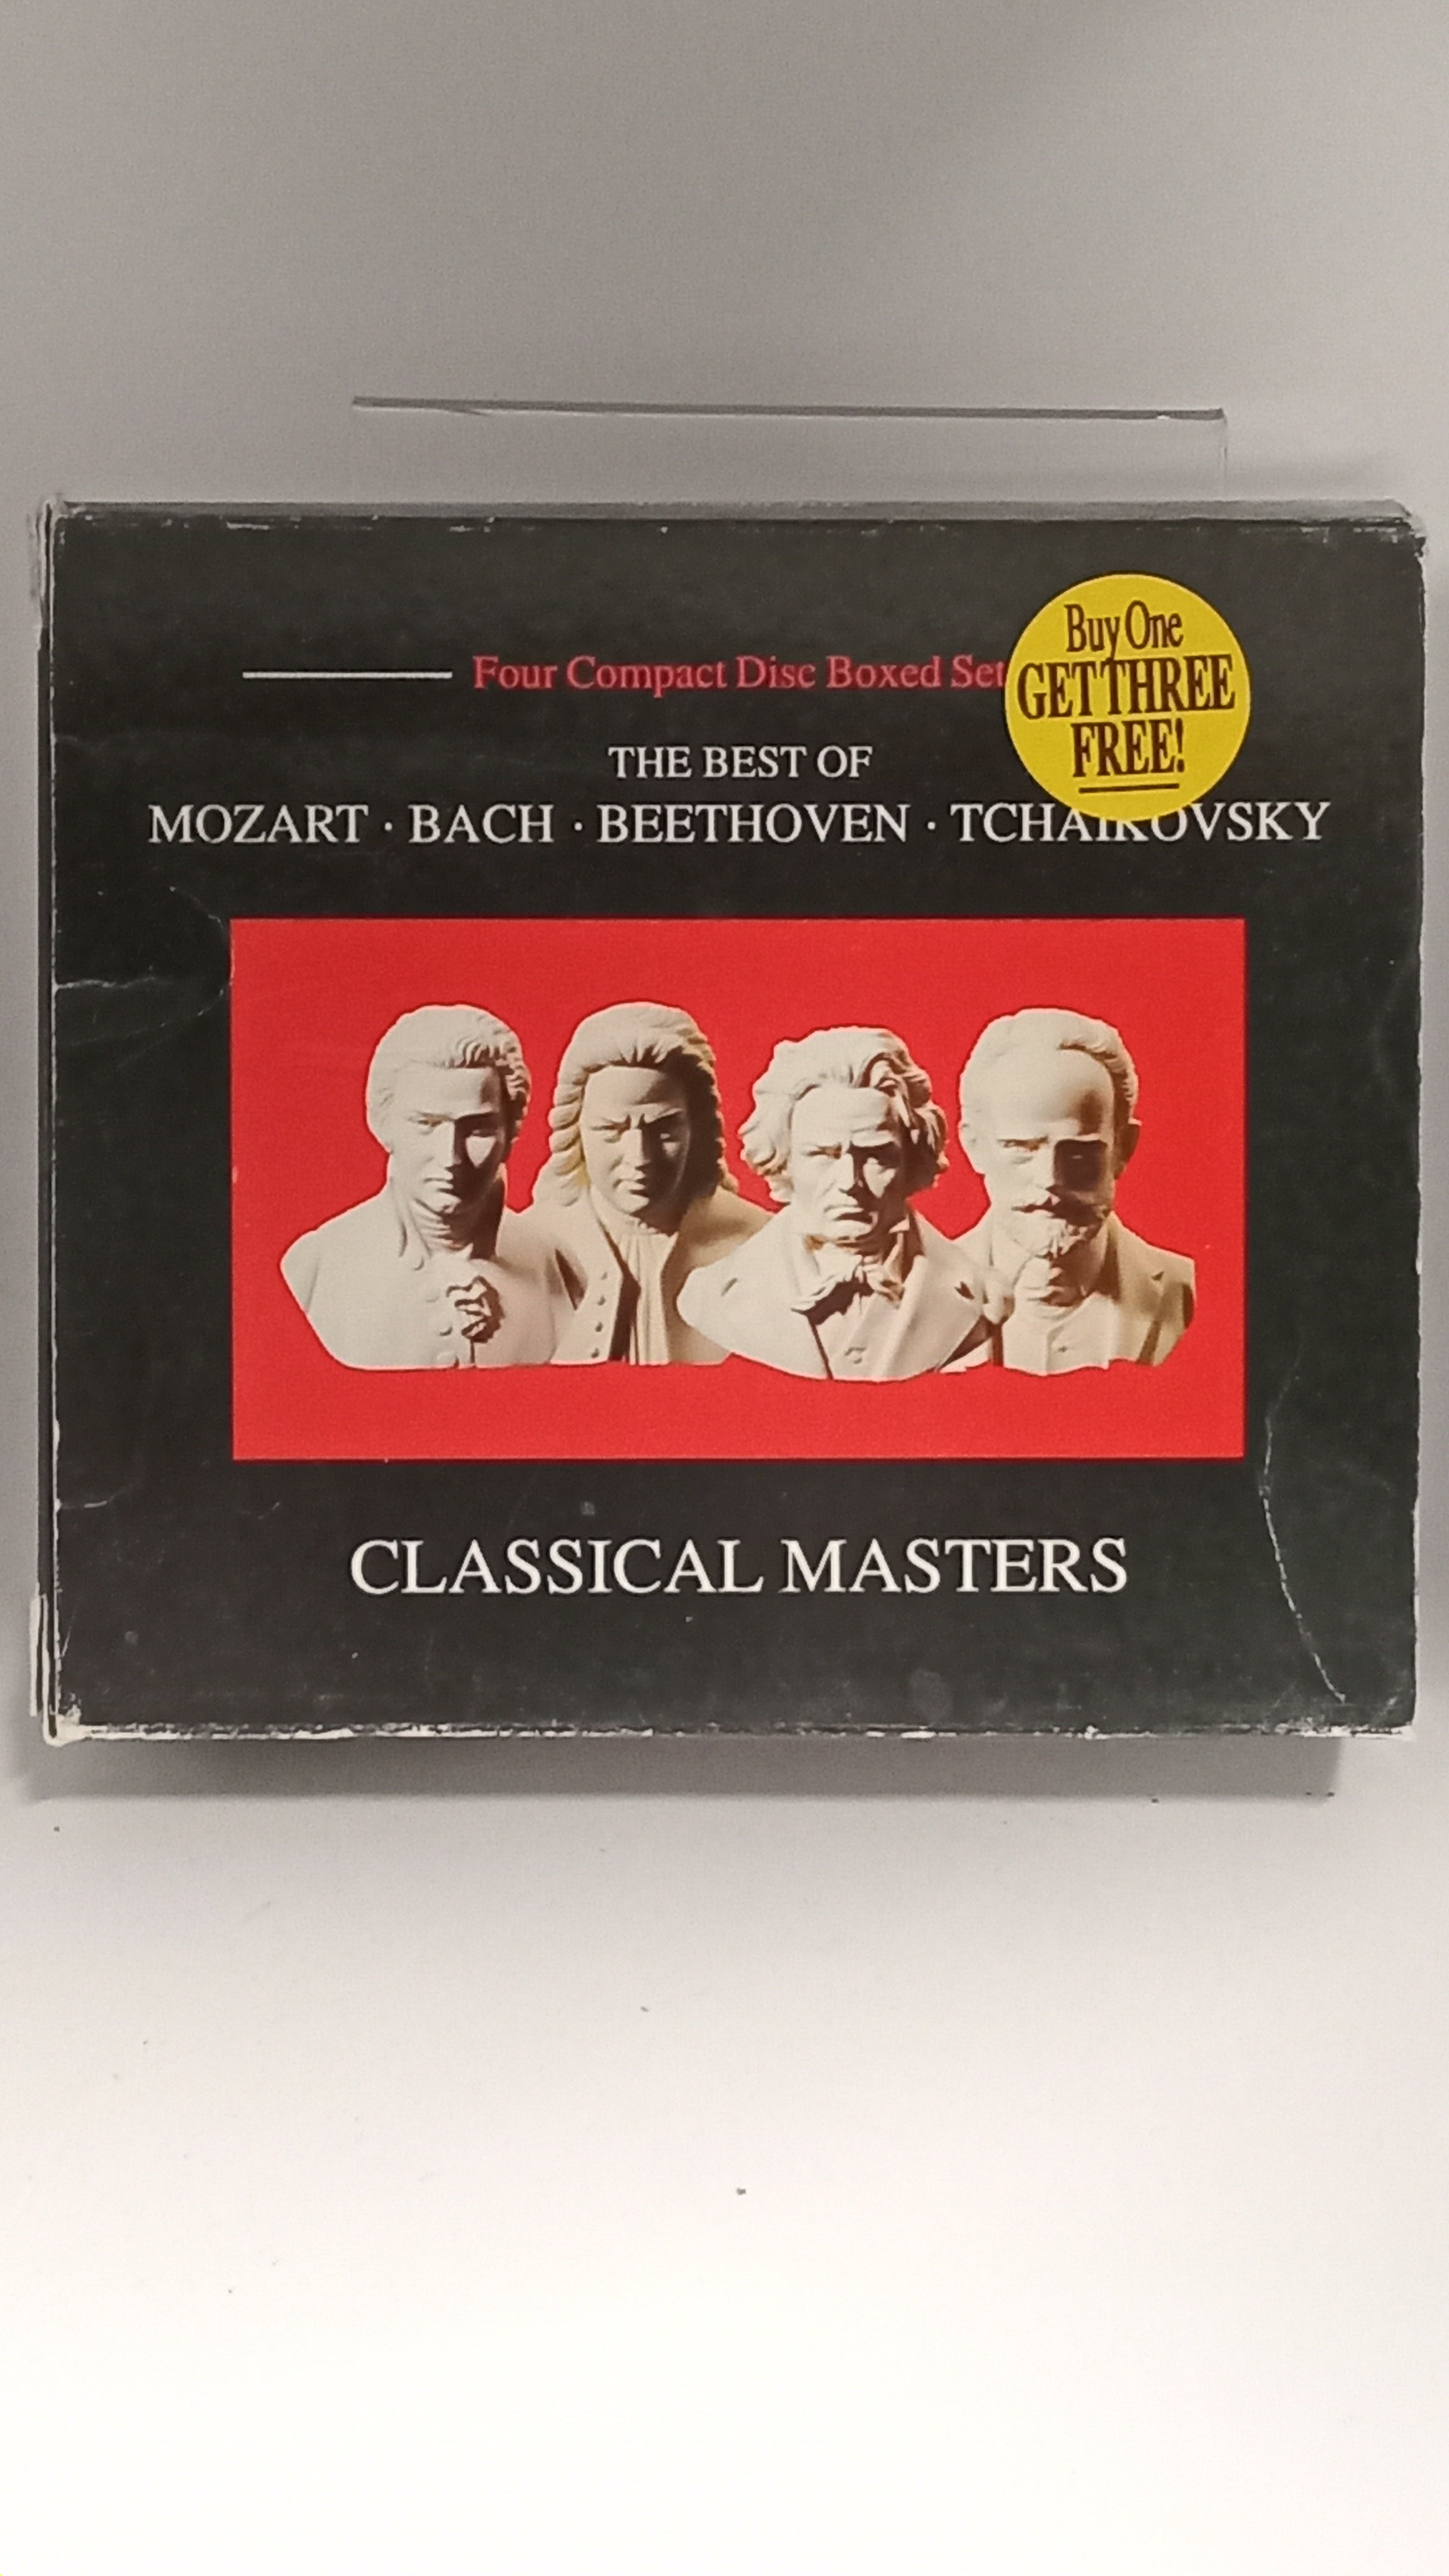 Four Compact Disc Boxed Set
Buy One
GET THREE
FREE!
THE BEST OF
MOZART · BACH · BEETHOVEN · TCHAIKOVSKY
CLASSICAL MASTERS